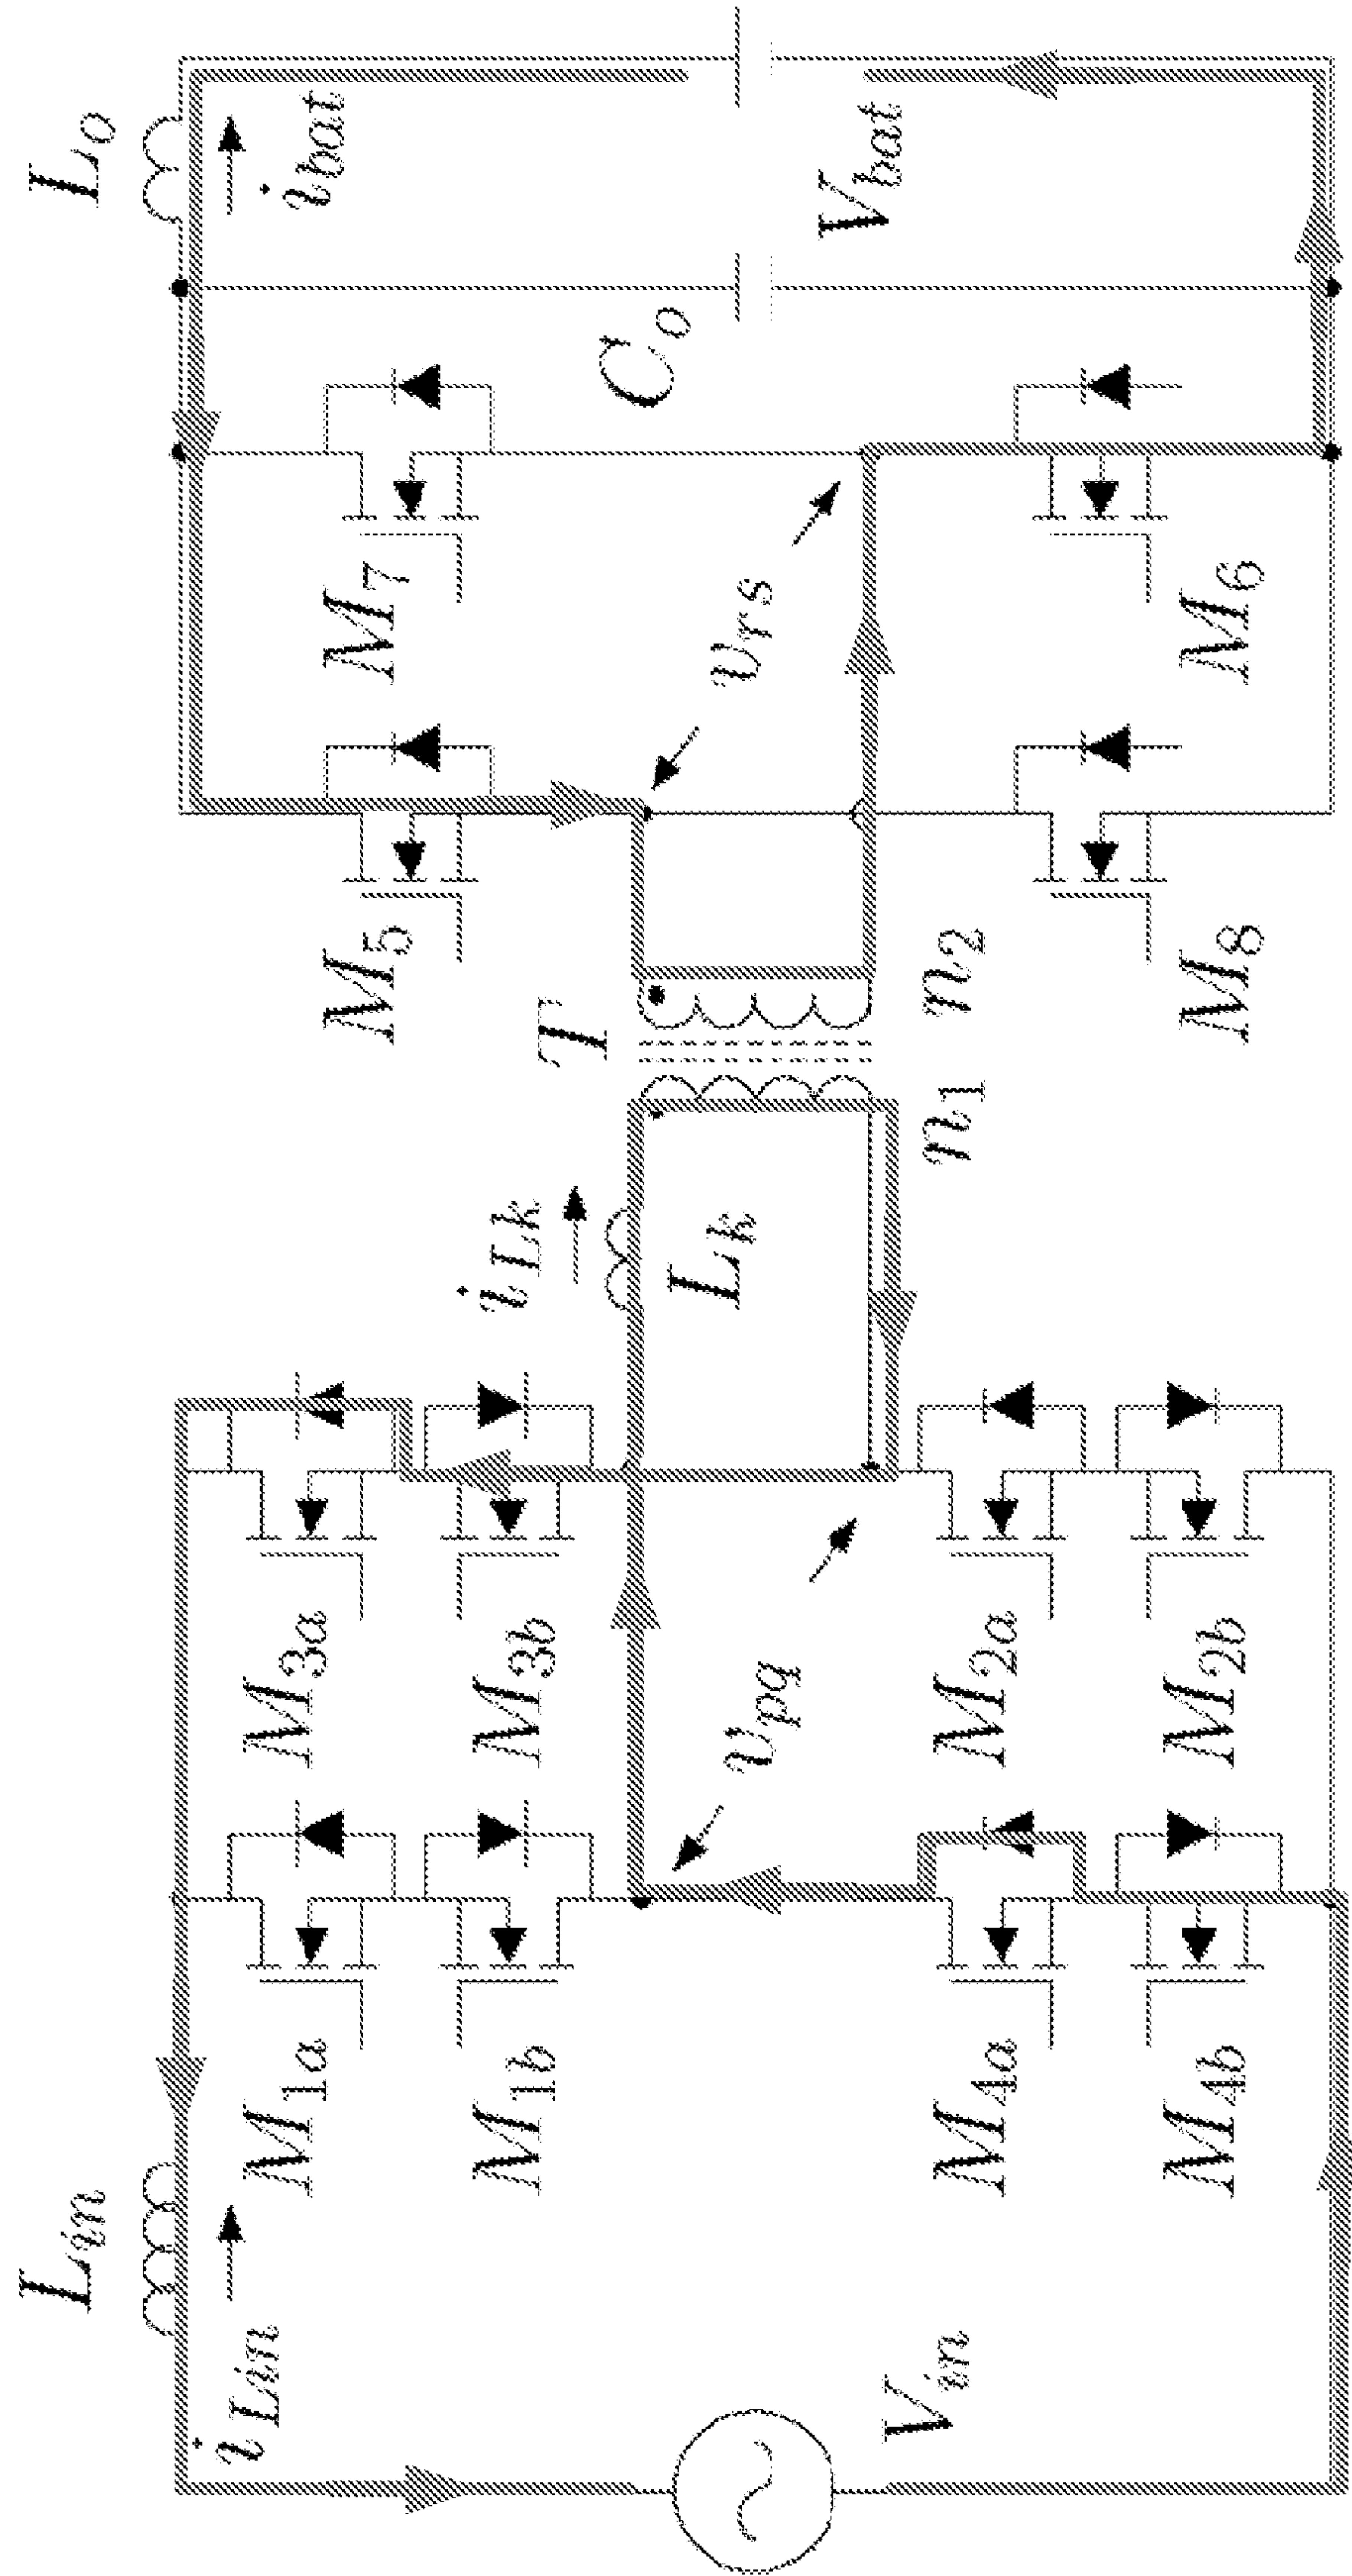 L_in
i_Lin
V_in
M_1a
M_1b
M_4a
M_4b
M_3a
M_3b
M_2a
M_2b
v_pq
i_Lk
L_k
T
n_1 n_2
M_5
M_8
v_rs
M_7
M_6
C_o
L_o
i_bat
V_bat